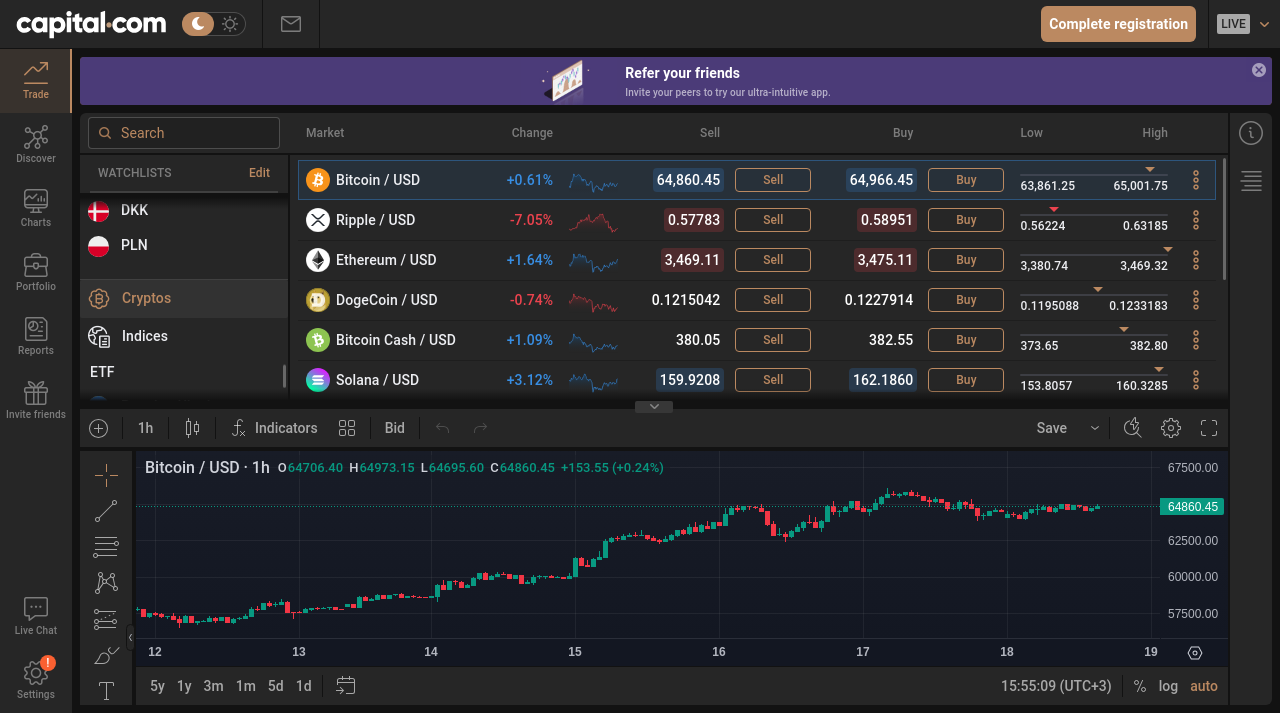 capital.com
Complete registration
LIVE
Trade
Discover
Charts
Portfolio
Reports
Invite friends
Live Chat
!
Settings
Refer your friends
Invite your peers to try our ultra-intuitive app.
Search
WATCHLISTS Edit
DKK
PLN
Cryptos
Indices
ETF
Market Change Sell Buy Low High
Bitcoin / USD +0.61% 64,860.45 Sell 64,966.45 Buy 63,861.25 65,001.75
Ripple / USD -7.05% 0.57783 Sell 0.58951 Buy 0.56224 0.63185
Ethereum / USD +1.64% 3,469.11 Sell 3,475.11 Buy 3,380.74 3,469.32
DogeCoin / USD -0.74% 0.1215042 Sell 0.1227914 Buy 0.1195088 0.1233183
Bitcoin Cash / USD +1.09% 380.05 Sell 382.55 Buy 373.65 382.80
Solana / USD +3.12% 159.9208 Sell 162.1860 Buy 153.8057 160.3285
1h Indicators Bid Save
Bitcoin / USD · 1h O64706.40 H64973.15 L64695.60 C64860.45 +153.55 (+0.24%)
67500.00
64860.45
62500.00
60000.00
57500.00
12 13 14 15 16 17 18 19
5y 1y 3m 1m 5d 1d 15:55:09 (UTC+3) % log auto